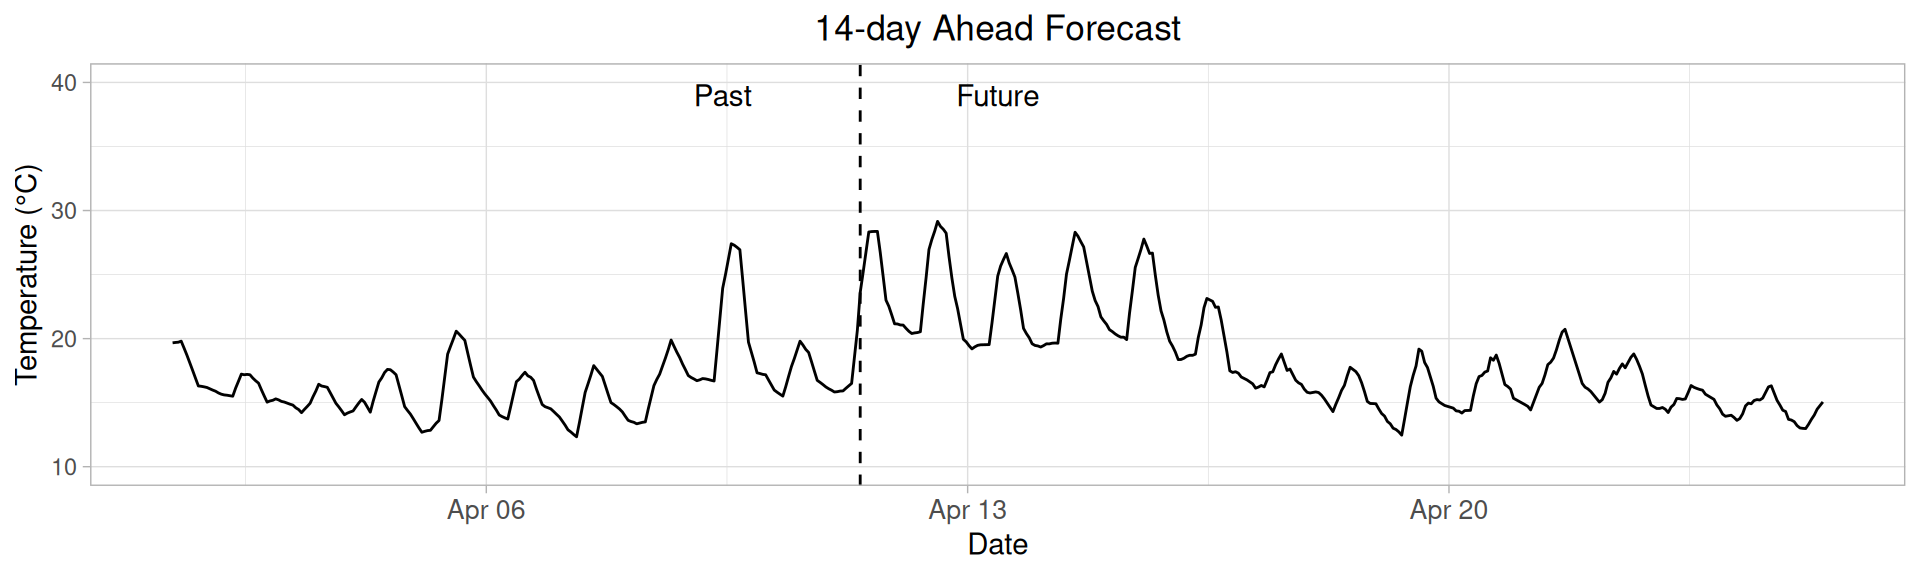 14-day Ahead Forecast
Past
Future
Temperature (°C)
40
30
20
10
Apr 06
Apr 13
Apr 20
Date